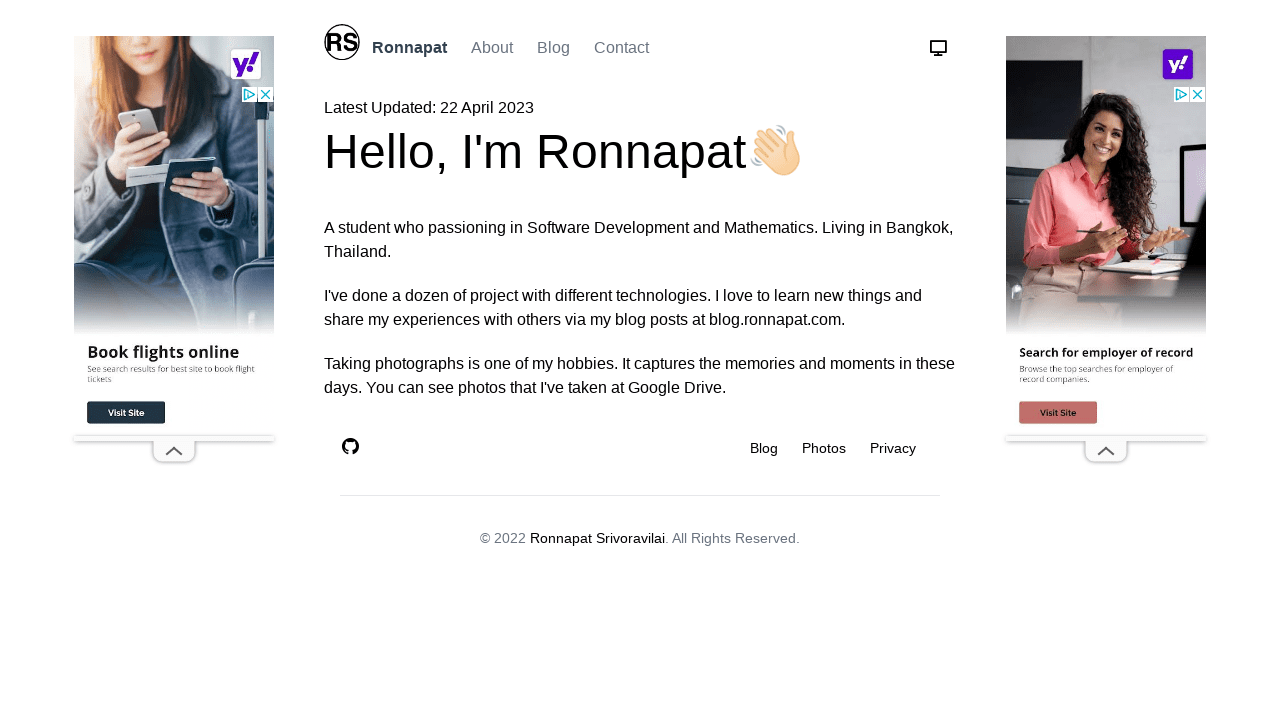 RS
Ronnapat About Blog Contact
Latest Updated: 22 April 2023
Hello, I'm Ronnapat👋🏼
A student who passioning in Software Development and Mathematics. Living in Bangkok,
Thailand.
I've done a dozen of project with different technologies. I love to learn new things and
share my experiences with others via my blog posts at blog.ronnapat.com.
Taking photographs is one of my hobbies. It captures the memories and moments in these
days. You can see photos that I've taken at Google Drive.
Blog Photos Privacy
© 2022 Ronnapat Srivoravilai. All Rights Reserved.
y!
Book flights online
See search results for best site to book flight
tickets
Visit Site
y!
Search for employer of record
Browse the top searches for employer of
record companies.
Visit Site